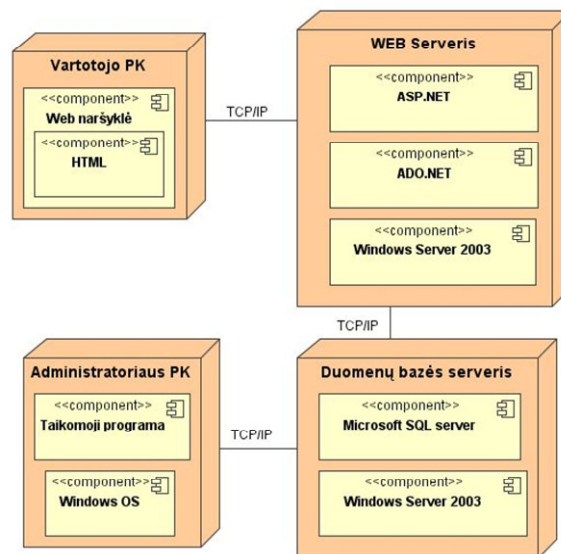 Vartotojo PK
<<component>>
Web naršyklė
<<component>>
HTML
TCP/IP
WEB Serveris
<<component>>
ASP.NET
<<component>>
ADO.NET
<<component>>
Windows Server 2003
TCP/IP
Administratoriaus PK
<<component>>
Taikomoji programa
<<component>>
Windows OS
TCP/IP
Duomenų bazės serveris
<<component>>
Microsoft SQL server
<<component>>
Windows Server 2003